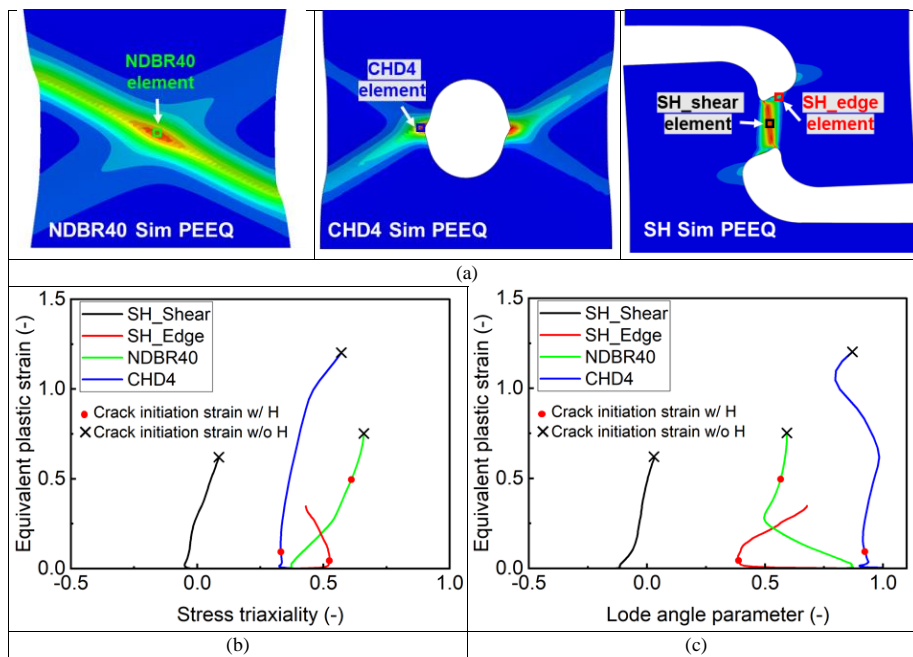 NDBR40
element
NDBR40 Sim PEEQ
CHD4
element
CHD4 Sim PEEQ
SH_shear
element
SH_edge
element
SH Sim PEEQ
(a)
Equivalent plastic strain (-)
1.5
1.0
0.5
0.0
SH_Shear
SH_Edge
NDBR40
CHD4
Crack initiation strain w/ H
Crack initiation strain w/o H
-0.5 0.0 0.5 1.0
Stress triaxiality (-)
(b)
Equivalent plastic strain (-)
1.5
1.0
0.5
0.0
SH_Shear
SH_Edge
NDBR40
CHD4
Crack initiation strain w/ H
Crack initiation strain w/o H
-0.5 0.0 0.5 1.0
Lode angle parameter (-)
(c)